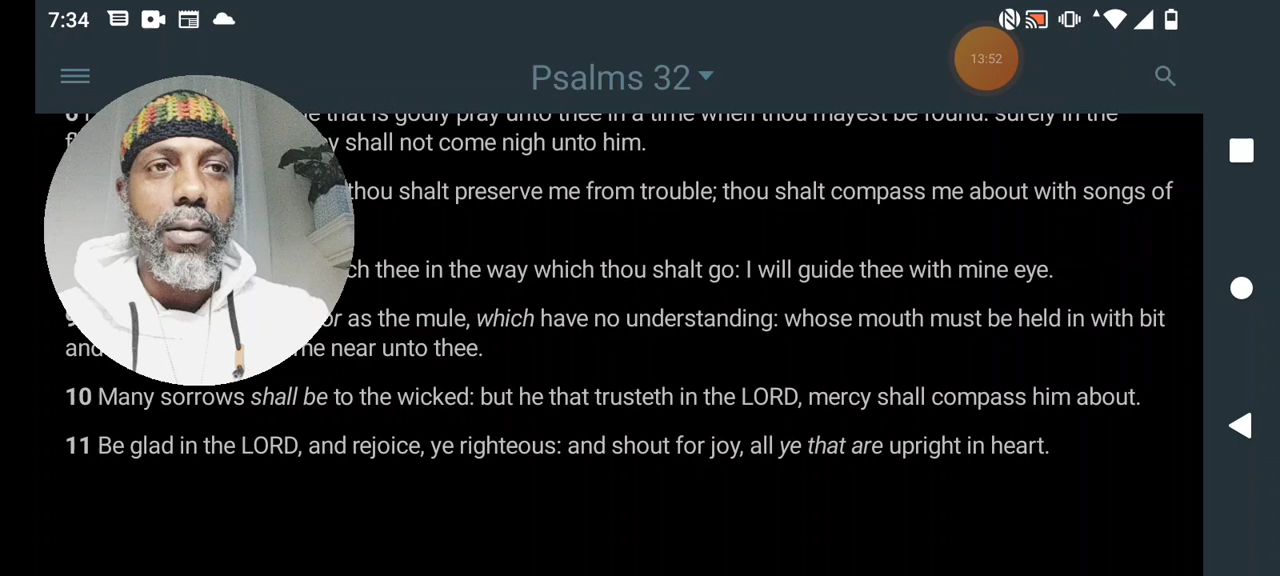 7:34
13:52
Psalms 32
that is godly pray unto thee in a time when thou mayest be found: surely in the
shall not come nigh unto him.
thou shalt preserve me from trouble; thou shalt compass me about with songs of
thee in the way which thou shalt go: I will guide thee with mine eye.
as the mule, which have no understanding: whose mouth must be held in with bit
near unto thee.
10 Many sorrows shall be to the wicked: but he that trusteth in the LORD, mercy shall compass him about.
11 Be glad in the LORD, and rejoice, ye righteous: and shout for joy, all ye that are upright in heart.